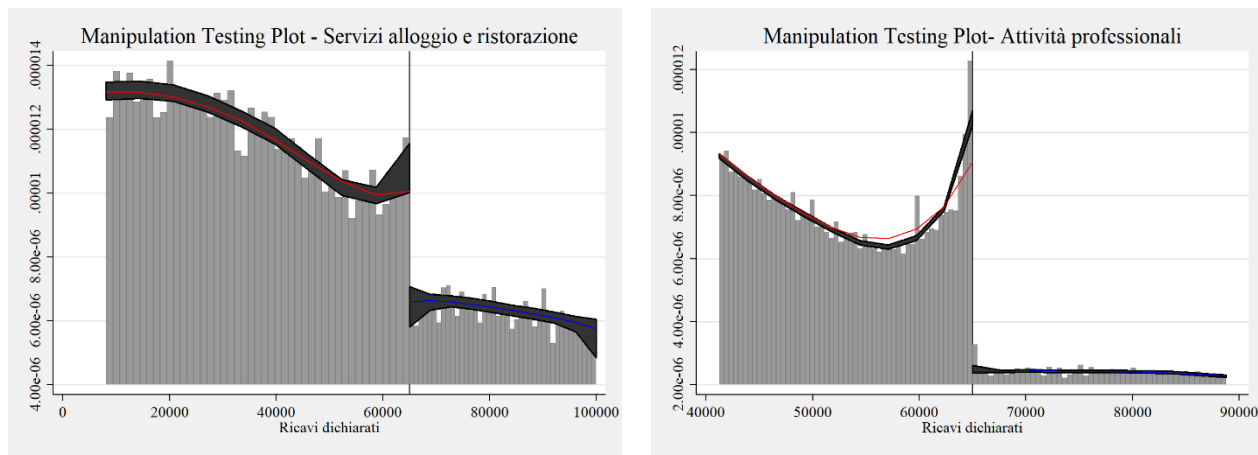 Manipulation Testing Plot - Servizi alloggio e ristorazione
.000014
.000012
.00001
8.00e-06
6.00e-06
4.00e-06
0 20000 40000 60000 80000 100000
Ricavi dichiarati
Manipulation Testing Plot- Attività professionali
.000012
.00001
8.00e-06
6.00e-06
4.00e-06
2.00e-06
40000 50000 60000 70000 80000 90000
Ricavi dichiarati